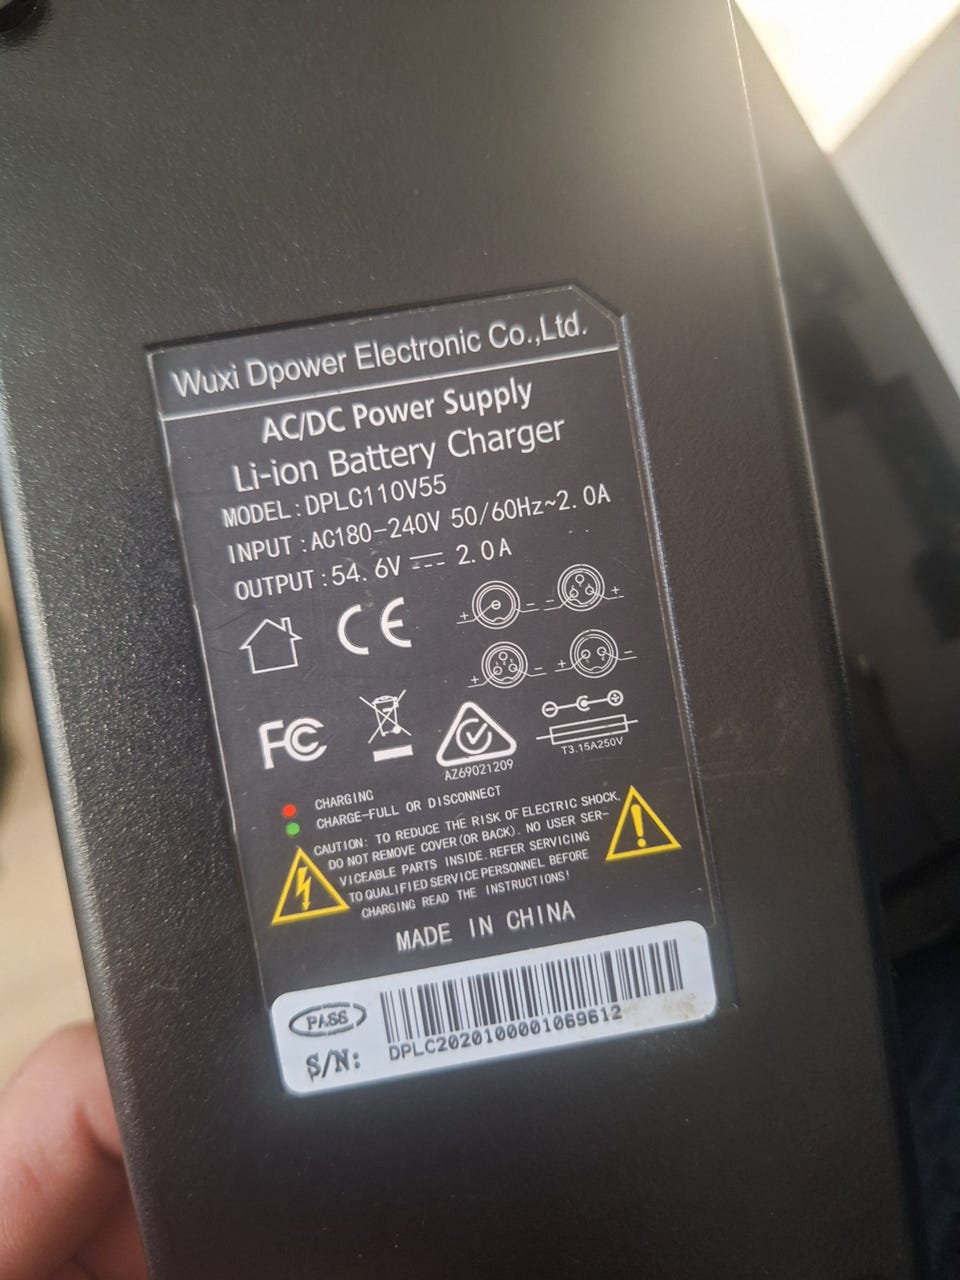 Wuxi Dpower Electronic Co.,Ltd.
AC/DC Power Supply
Li-ion Battery Charger
MODEL:DPLC110V55
INPUT :AC180-240V 50/60Hz~2.0A
OUTPUT:54.6V 2.0A
CE
+ - - +
+ - + -
FC
- C +
T3.15A250V
AZ69021209
CHARGING
CHARGE-FULL OR DISCONNECT
CAUTION: TO REDUCE THE RISK OF ELECTRIC SHOCK,
DO NOT REMOVE COVER(OR BACK). NO USER SER-
VICEABLE PARTS INSIDE.REFER SERVICING
TO QUALIFIED SERVICE PERSONNEL BEFORE
CHARGING READ THE INSTRUCTIONS!
MADE IN CHINA
PASS
S/N:
DPLC2020100001069612